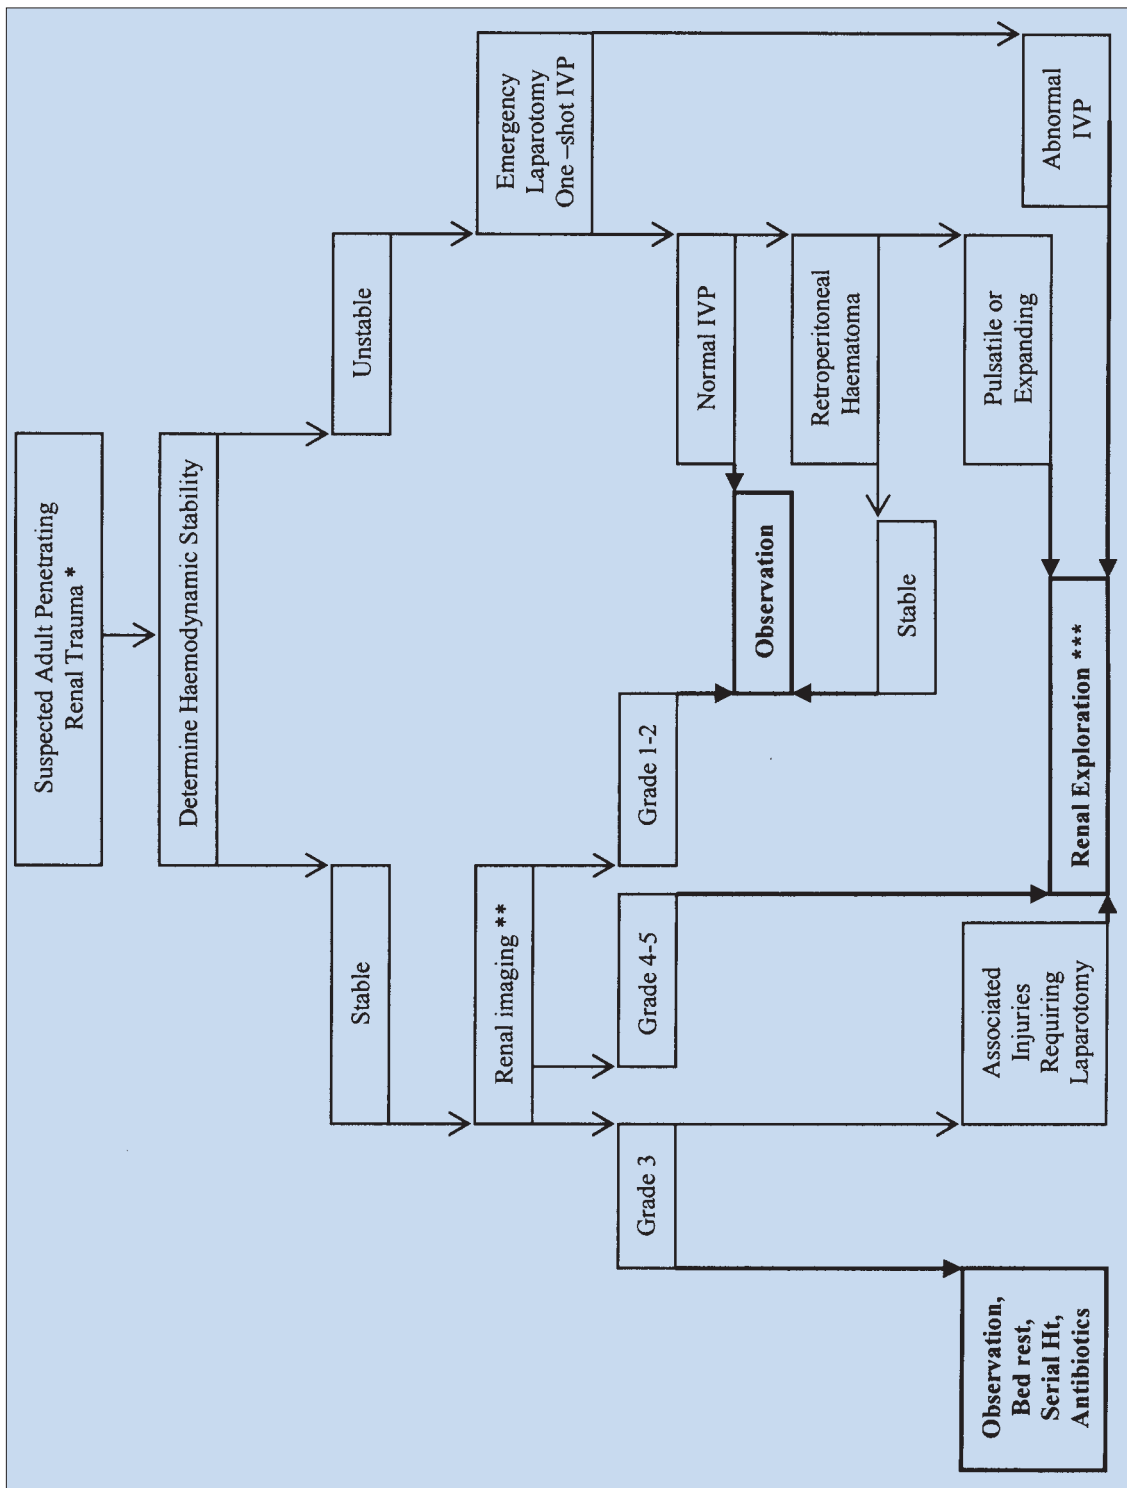 Suspected Adult Penetrating
Renal Trauma *
Determine Haemodynamic Stability
Stable
Unstable
Renal imaging **
Emergency
Laparotomy
One –shot IVP
Grade 3
Grade 4-5
Grade 1-2
Normal IVP
Observation
Retroperitoneal
Haematoma
Stable
Observation,
Bed rest,
Serial Ht,
Antibiotics
Associated
Injuries
Requiring
Laparotomy
Pulsatile or
Expanding
Abnormal
IVP
Renal Exploration ***